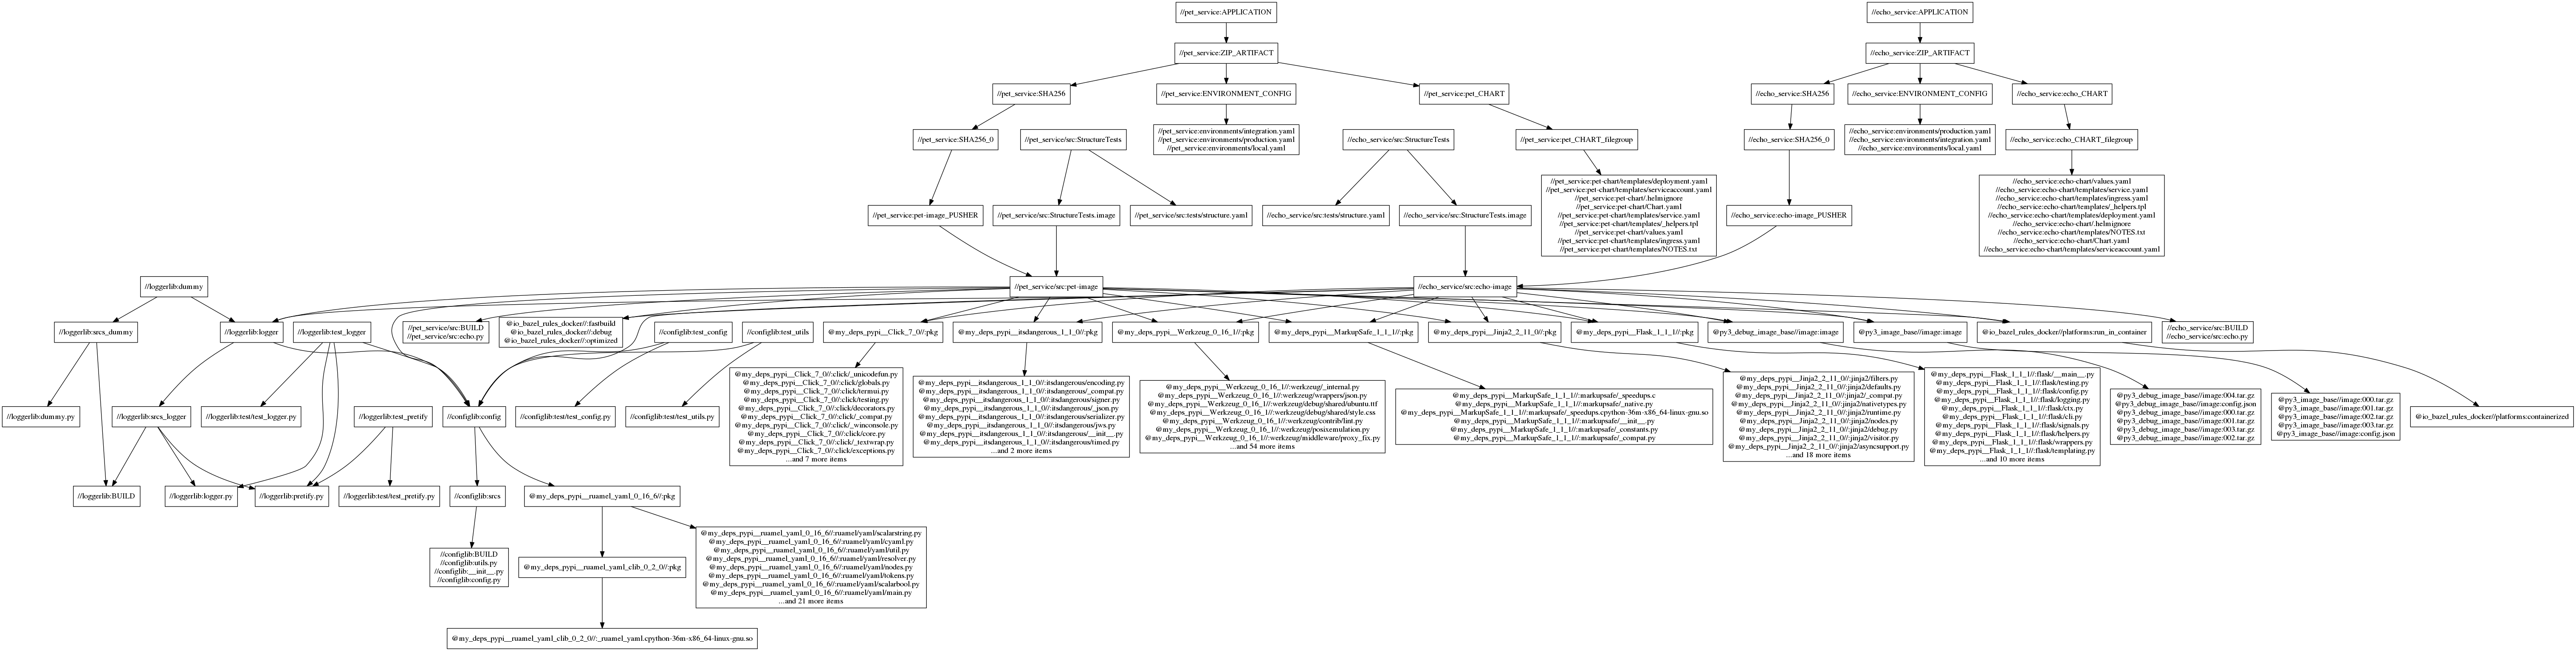 //pet_service:APPLICATION
//echo_service:APPLICATION
//pet_service:ZIP_ARTIFACT
//echo_service:ZIP_ARTIFACT
//pet_service:SHA256
//pet_service:ENVIRONMENT_CONFIG
//pet_service:pet_CHART
//echo_service:SHA256
//echo_service:ENVIRONMENT_CONFIG
//echo_service:echo_CHART
//pet_service:SHA256_0
//pet_service/src:StructureTests
//pet_service:environments/integration.yaml
//pet_service:environments/production.yaml
//pet_service:environments/local.yaml
//echo_service/src:StructureTests
//pet_service:pet_CHART_filegroup
//echo_service:SHA256_0
//echo_service:environments/production.yaml
//echo_service:environments/integration.yaml
//echo_service:environments/local.yaml
//echo_service:echo_CHART_filegroup
//pet_service:pet-image_PUSHER
//pet_service/src:StructureTests.image
//pet_service/src:tests/structure.yaml
//echo_service/src:tests/structure.yaml
//echo_service/src:StructureTests.image
//pet_service:pet-chart/templates/deployment.yaml
//pet_service:pet-chart/templates/serviceaccount.yaml
//pet_service:pet-chart/.helmignore
//pet_service:pet-chart/Chart.yaml
//pet_service:pet-chart/templates/service.yaml
//pet_service:pet-chart/templates/_helpers.tpl
//pet_service:pet-chart/values.yaml
//pet_service:pet-chart/templates/ingress.yaml
//pet_service:pet-chart/templates/NOTES.txt
//echo_service:echo-image_PUSHER
//echo_service:echo-chart/values.yaml
//echo_service:echo-chart/templates/service.yaml
//echo_service:echo-chart/templates/ingress.yaml
//echo_service:echo-chart/templates/_helpers.tpl
//echo_service:echo-chart/templates/deployment.yaml
//echo_service:echo-chart/.helmignore
//echo_service:echo-chart/templates/NOTES.txt
//echo_service:echo-chart/Chart.yaml
//echo_service:echo-chart/templates/serviceaccount.yaml
//loggerlib:dummy
//pet_service/src:pet-image
//echo_service/src:echo-image
//loggerlib:srcs_dummy
//loggerlib:logger
//loggerlib:test_logger
//pet_service/src:BUILD
//pet_service/src:echo.py
@io_bazel_rules_docker//:fastbuild
@io_bazel_rules_docker//:debug
@io_bazel_rules_docker//:optimized
//configlib:test_config
//configlib:test_utils
@my_deps_pypi__Click_7_0//:pkg
@my_deps_pypi__itsdangerous_1_1_0//:pkg
@my_deps_pypi__Werkzeug_0_16_1//:pkg
@my_deps_pypi__MarkupSafe_1_1_1//:pkg
@my_deps_pypi__Jinja2_2_11_0//:pkg
@my_deps_pypi__Flask_1_1_1//:pkg
@py3_debug_image_base//image:image
@py3_image_base//image:image
@io_bazel_rules_docker//platforms:run_in_container
//echo_service/src:BUILD
//echo_service/src:echo.py
//loggerlib:dummy.py
//loggerlib:srcs_logger
//loggerlib:test/test_logger.py
//loggerlib:test_pretify
//configlib:config
//configlib:test/test_config.py
//configlib:test/test_utils.py
@my_deps_pypi__Click_7_0//:click/_unicodefun.py
@my_deps_pypi__Click_7_0//:click/globals.py
@my_deps_pypi__Click_7_0//:click/termui.py
@my_deps_pypi__Click_7_0//:click/testing.py
@my_deps_pypi__Click_7_0//:click/decorators.py
@my_deps_pypi__Click_7_0//:click/_compat.py
@my_deps_pypi__Click_7_0//:click/_winconsole.py
@my_deps_pypi__Click_7_0//:click/core.py
@my_deps_pypi__Click_7_0//:click/_textwrap.py
@my_deps_pypi__Click_7_0//:click/exceptions.py
...and 7 more items
@my_deps_pypi__itsdangerous_1_1_0//:itsdangerous/encoding.py
@my_deps_pypi__itsdangerous_1_1_0//:itsdangerous/_compat.py
@my_deps_pypi__itsdangerous_1_1_0//:itsdangerous/signer.py
@my_deps_pypi__itsdangerous_1_1_0//:itsdangerous/_json.py
@my_deps_pypi__itsdangerous_1_1_0//:itsdangerous/serializer.py
@my_deps_pypi__itsdangerous_1_1_0//:itsdangerous/jws.py
@my_deps_pypi__itsdangerous_1_1_0//:itsdangerous/__init__.py
@my_deps_pypi__itsdangerous_1_1_0//:itsdangerous/timed.py
...and 2 more items
@my_deps_pypi__Werkzeug_0_16_1//:werkzeug/_internal.py
@my_deps_pypi__Werkzeug_0_16_1//:werkzeug/wrappers/json.py
@my_deps_pypi__Werkzeug_0_16_1//:werkzeug/debug/shared/ubuntu.ttf
@my_deps_pypi__Werkzeug_0_16_1//:werkzeug/debug/shared/style.css
@my_deps_pypi__Werkzeug_0_16_1//:werkzeug/contrib/lint.py
@my_deps_pypi__Werkzeug_0_16_1//:werkzeug/posixemulation.py
@my_deps_pypi__Werkzeug_0_16_1//:werkzeug/middleware/proxy_fix.py
...and 54 more items
@my_deps_pypi__MarkupSafe_1_1_1//:markupsafe/_speedups.c
@my_deps_pypi__MarkupSafe_1_1_1//:markupsafe/_native.py
@my_deps_pypi__MarkupSafe_1_1_1//:markupsafe/_speedups.cpython-36m-x86_64-linux-gnu.so
@my_deps_pypi__MarkupSafe_1_1_1//:markupsafe/__init__.py
@my_deps_pypi__MarkupSafe_1_1_1//:markupsafe/_constants.py
@my_deps_pypi__MarkupSafe_1_1_1//:markupsafe/_compat.py
@my_deps_pypi__Jinja2_2_11_0//:jinja2/filters.py
@my_deps_pypi__Jinja2_2_11_0//:jinja2/defaults.py
@my_deps_pypi__Jinja2_2_11_0//:jinja2/_compat.py
@my_deps_pypi__Jinja2_2_11_0//:jinja2/nativetypes.py
@my_deps_pypi__Jinja2_2_11_0//:jinja2/runtime.py
@my_deps_pypi__Jinja2_2_11_0//:jinja2/nodes.py
@my_deps_pypi__Jinja2_2_11_0//:jinja2/debug.py
@my_deps_pypi__Jinja2_2_11_0//:jinja2/visitor.py
@my_deps_pypi__Jinja2_2_11_0//:jinja2/asyncsupport.py
...and 18 more items
@my_deps_pypi__Flask_1_1_1//:flask/__main__.py
@my_deps_pypi__Flask_1_1_1//:flask/testing.py
@my_deps_pypi__Flask_1_1_1//:flask/config.py
@my_deps_pypi__Flask_1_1_1//:flask/logging.py
@my_deps_pypi__Flask_1_1_1//:flask/ctx.py
@my_deps_pypi__Flask_1_1_1//:flask/cli.py
@my_deps_pypi__Flask_1_1_1//:flask/signals.py
@my_deps_pypi__Flask_1_1_1//:flask/helpers.py
@my_deps_pypi__Flask_1_1_1//:flask/wrappers.py
@my_deps_pypi__Flask_1_1_1//:flask/templating.py
...and 10 more items
@py3_debug_image_base//image:004.tar.gz
@py3_debug_image_base//image:config.json
@py3_debug_image_base//image:000.tar.gz
@py3_debug_image_base//image:001.tar.gz
@py3_debug_image_base//image:003.tar.gz
@py3_debug_image_base//image:002.tar.gz
@py3_image_base//image:000.tar.gz
@py3_image_base//image:001.tar.gz
@py3_image_base//image:002.tar.gz
@py3_image_base//image:003.tar.gz
@py3_image_base//image:config.json
@io_bazel_rules_docker//platforms:containerized
//loggerlib:BUILD
//loggerlib:logger.py
//loggerlib:pretify.py
//loggerlib:test/test_pretify.py
//configlib:srcs
@my_deps_pypi__ruamel_yaml_0_16_6//:pkg
//configlib:BUILD
//configlib:utils.py
//configlib:__init__.py
//configlib:config.py
@my_deps_pypi__ruamel_yaml_clib_0_2_0//:pkg
@my_deps_pypi__ruamel_yaml_0_16_6//:ruamel/yaml/scalarstring.py
@my_deps_pypi__ruamel_yaml_0_16_6//:ruamel/yaml/cyaml.py
@my_deps_pypi__ruamel_yaml_0_16_6//:ruamel/yaml/util.py
@my_deps_pypi__ruamel_yaml_0_16_6//:ruamel/yaml/resolver.py
@my_deps_pypi__ruamel_yaml_0_16_6//:ruamel/yaml/nodes.py
@my_deps_pypi__ruamel_yaml_0_16_6//:ruamel/yaml/tokens.py
@my_deps_pypi__ruamel_yaml_0_16_6//:ruamel/yaml/scalarbool.py
@my_deps_pypi__ruamel_yaml_0_16_6//:ruamel/yaml/main.py
...and 21 more items
@my_deps_pypi__ruamel_yaml_clib_0_2_0//:_ruamel_yaml.cpython-36m-x86_64-linux-gnu.so